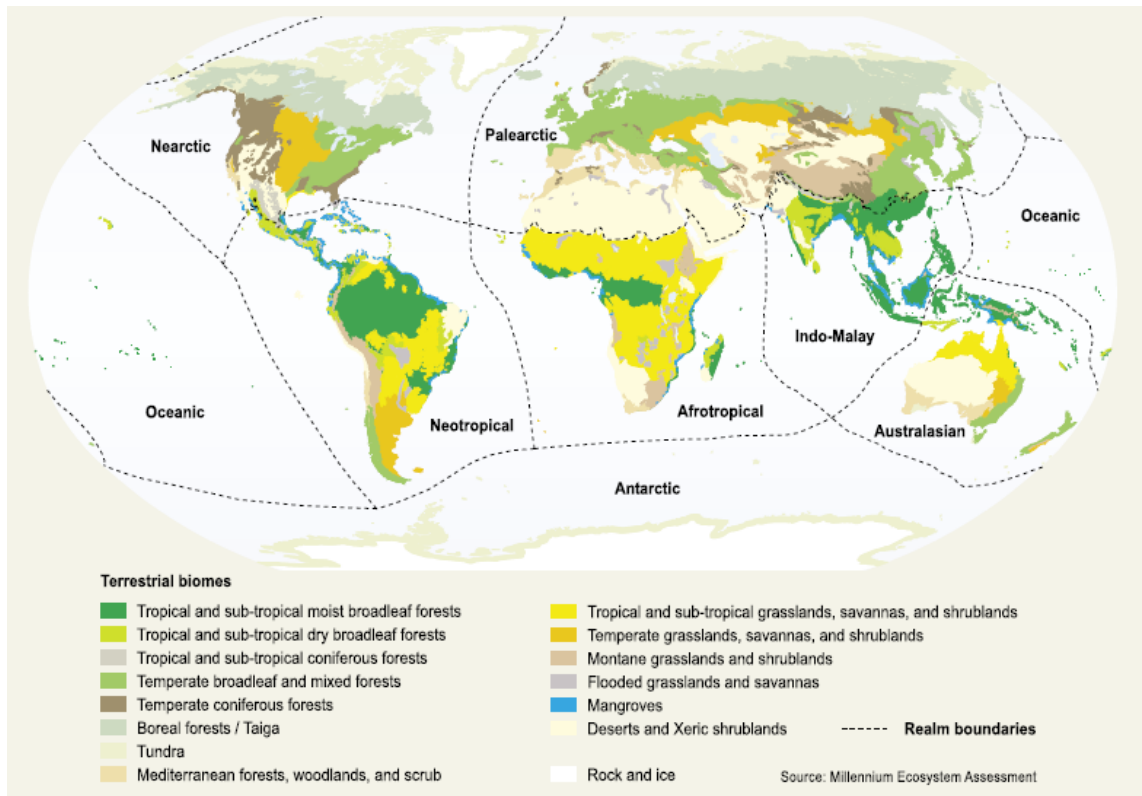 Nearctic
Palearctic
Oceanic
Indo-Malay
Oceanic
Neotropical
Afrotropical
Australasian
Antarctic
Terrestrial biomes
Tropical and sub-tropical moist broadleaf forests
Tropical and sub-tropical dry broadleaf forests
Tropical and sub-tropical coniferous forests
Temperate broadleaf and mixed forests
Temperate coniferous forests
Boreal forests / Taiga
Tundra
Mediterranean forests, woodlands, and scrub
Tropical and sub-tropical grasslands, savannas, and shrublands
Temperate grasslands, savannas, and shrublands
Montane grasslands and shrublands
Flooded grasslands and savannas
Mangroves
Deserts and Xeric shrublands
Realm boundaries
Rock and ice
Source: Millennium Ecosystem Assessment